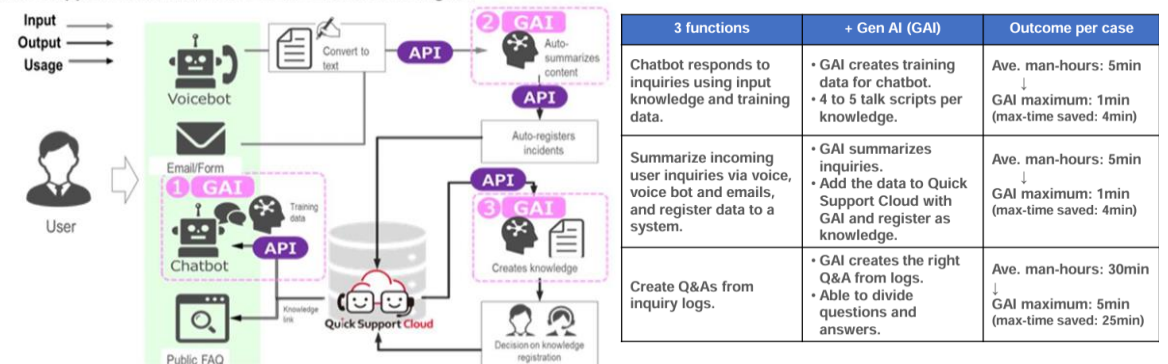 Input
Output
Usage
User
Voicebot
Email/Form
1 GAI
Training
data
Chatbot
API
Public FAQ
Convert to
text
API
2 GAI
Auto-
summarizes
content
API
Auto-registers
incidents
API
3 GAI
Creates knowledge
Knowledge
link
Quick Support Cloud
Decision on knowledge
registration
3 functions
+ Gen AI (GAI)
Outcome per case
Chatbot responds to
inquiries using input
knowledge and training
data.
• GAI creates training
data for chatbot.
• 4 to 5 talk scripts per
knowledge.
Ave. man-hours: 5min
↓
GAI maximum: 1min
(max-time saved: 4min)
Summarize incoming
user inquiries via voice,
voice bot and emails,
and register data to a
system.
• GAI summarizes
inquiries.
• Add the data to Quick
Support Cloud with
GAI and register as
knowledge.
Ave. man-hours: 5min
↓
GAI maximum: 1min
(max-time saved: 4min)
Create Q&As from
inquiry logs.
• GAI creates the right
Q&A from logs.
• Able to divide
questions and
answers.
Ave. man-hours: 30min
↓
GAI maximum: 5min
(max-time saved: 25min)